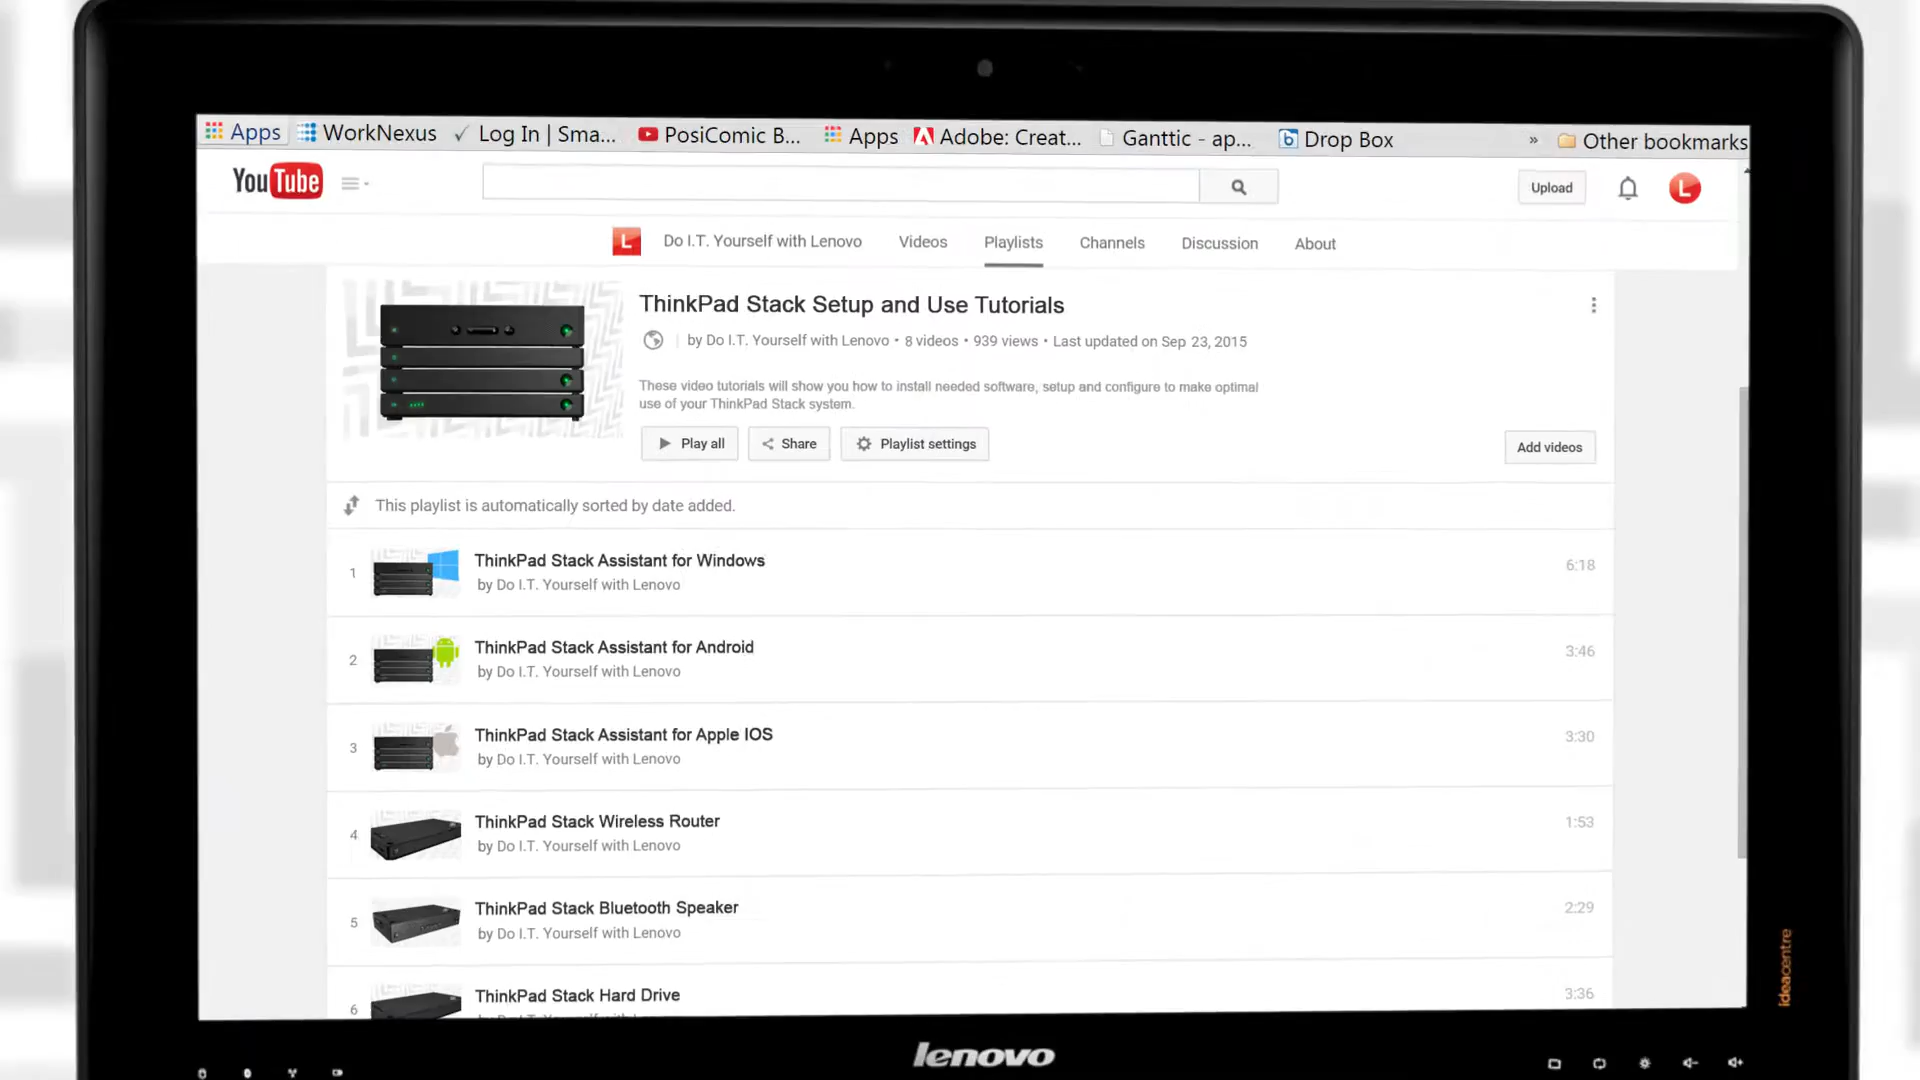 Apps WorkNexus Log In | Sma... PosiComic B... Apps Adobe: Creat... Ganttic - ap... Drop Box » Other bookmarks
YouTube Upload L
L Do I.T. Yourself with Lenovo Videos Playlists Channels Discussion About
ThinkPad Stack Setup and Use Tutorials
by Do I.T. Yourself with Lenovo • 8 videos • 939 views • Last updated on Sep 23, 2015
These video tutorials will show you how to install needed software, setup and configure to make optimal
use of your ThinkPad Stack system.
Play all Share Playlist settings Add videos
This playlist is automatically sorted by date added.
1 ThinkPad Stack Assistant for Windows 6:18
by Do I.T. Yourself with Lenovo
2 ThinkPad Stack Assistant for Android 3:46
by Do I.T. Yourself with Lenovo
3 ThinkPad Stack Assistant for Apple IOS 3:30
by Do I.T. Yourself with Lenovo
4 ThinkPad Stack Wireless Router 1:53
by Do I.T. Yourself with Lenovo
5 ThinkPad Stack Bluetooth Speaker 2:29
by Do I.T. Yourself with Lenovo
6 ThinkPad Stack Hard Drive 3:36
ideacentre
lenovo